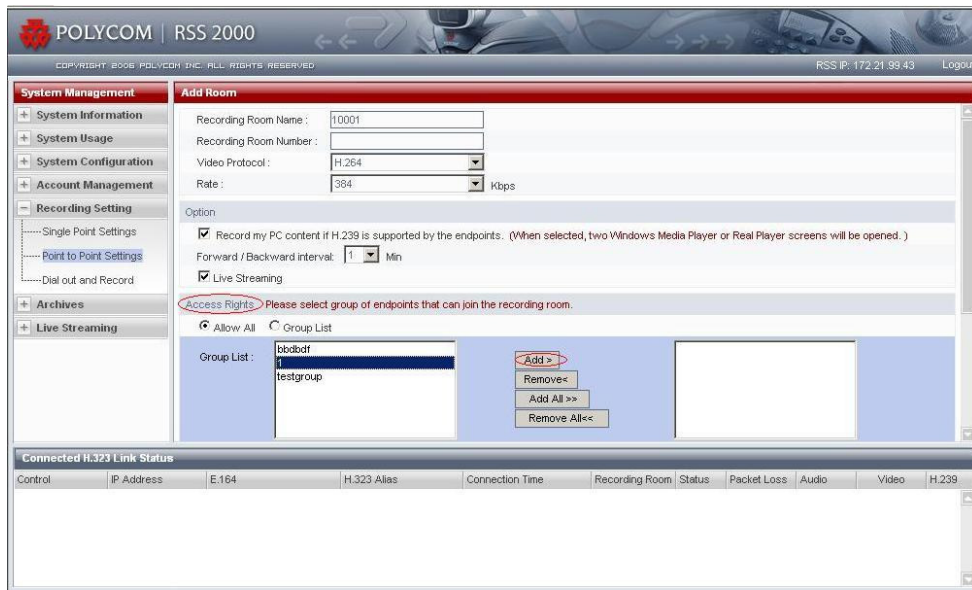 POLYCOM | RSS 2000
COPYRIGHT 2006 POLYCOM INC. ALL RIGHTS RESERVED
RSS IP: 172.21.99.43 Logou
System Management
+ System Information
+ System Usage
+ System Configuration
+ Account Management
− Recording Setting
Single Point Settings
Point to Point Settings
Dial out and Record
+ Archives
+ Live Streaming
Add Room
Recording Room Name : 10001
Recording Room Number :
Video Protocol : H.264
Rate : 384 Kbps
Option
Record my PC content if H.239 is supported by the endpoints. (When selected, two Windows Media Player or Real Player screens will be opened. )
Forward / Backward interval: 1 Min
Live Streaming
Access Rights Please select group of endpoints that can join the recording room.
Allow All Group List
Group List :
bbdbdf
1
testgroup
Add >
Remove<
Add All >>
Remove All<<
Connected H.323 Link Status
Control IP Address E.164 H.323 Alias Connection Time Recording Room Status Packet Loss Audio Video H.239